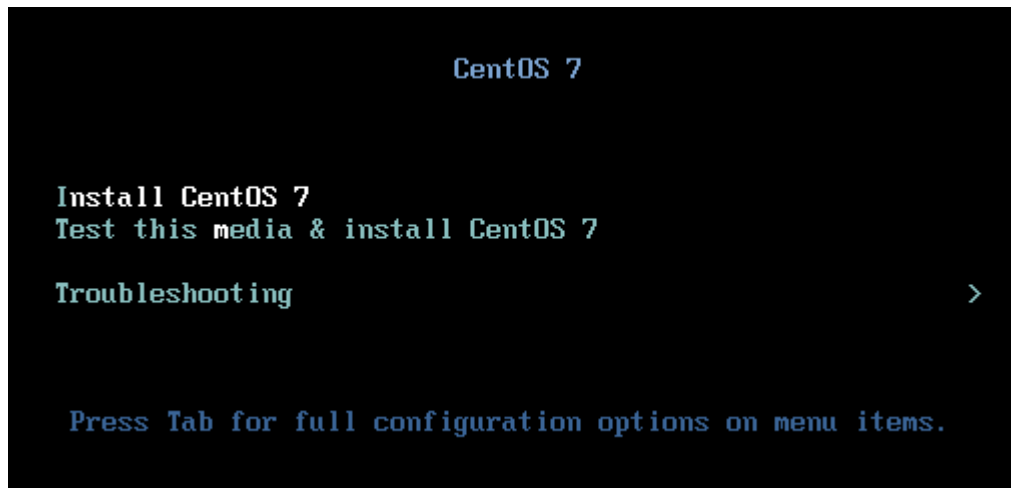 CentOS 7
Install CentOS 7
Test this media & install CentOS 7
Troubleshooting >
Press Tab for full configuration options on menu items.